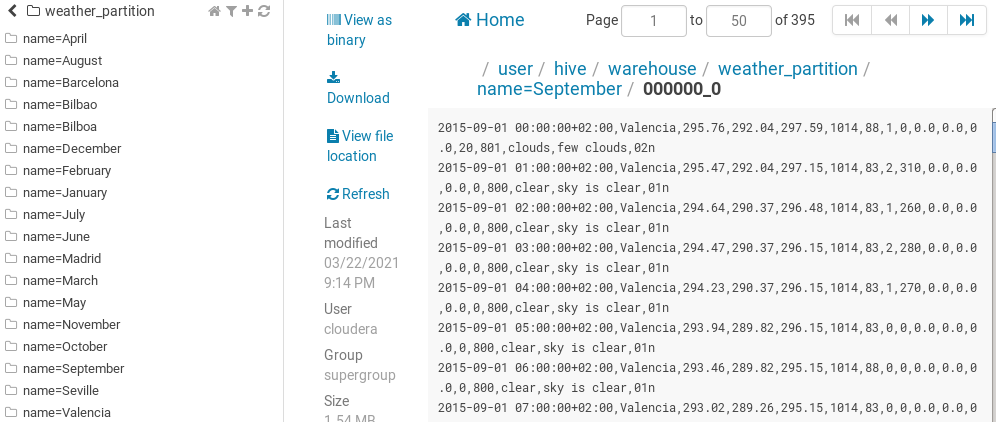 weather_partition
name=April
name=August
name=Barcelona
name=Bilbao
name=Bilboa
name=December
name=February
name=January
name=July
name=June
name=Madrid
name=March
name=May
name=November
name=October
name=September
name=Seville
name=Valencia
View as
binary
Download
View file
location
Refresh
Last
modified
03/22/2021
9:14 PM
User
cloudera
Group
supergroup
Size
1.54 MB
Home
Page 1 to 50 of 395
/ user / hive / warehouse / weather_partition /
name=September / 000000_0
2015-09-01 00:00:00+02:00,Valencia,295.76,292.04,297.59,1014,88,1,0,0.0,0.0,0
.0,20,801,clouds,few clouds,02n
2015-09-01 01:00:00+02:00,Valencia,295.47,292.04,297.15,1014,83,2,310,0.0,0.0
,0.0,0,800,clear,sky is clear,01n
2015-09-01 02:00:00+02:00,Valencia,294.64,290.37,296.48,1014,83,1,260,0.0,0.0
,0.0,0,800,clear,sky is clear,01n
2015-09-01 03:00:00+02:00,Valencia,294.47,290.37,296.15,1014,83,2,280,0.0,0.0
,0.0,0,800,clear,sky is clear,01n
2015-09-01 04:00:00+02:00,Valencia,294.23,290.37,296.15,1014,83,1,270,0.0,0.0
,0.0,0,800,clear,sky is clear,01n
2015-09-01 05:00:00+02:00,Valencia,293.94,289.82,296.15,1014,83,0,0,0.0,0.0,0
.0,0,800,clear,sky is clear,01n
2015-09-01 06:00:00+02:00,Valencia,293.46,289.82,295.15,1014,88,0,0,0.0,0.0,0
.0,0,800,clear,sky is clear,01n
2015-09-01 07:00:00+02:00,Valencia,293.02,289.26,295.15,1014,83,0,0,0.0,0.0,0